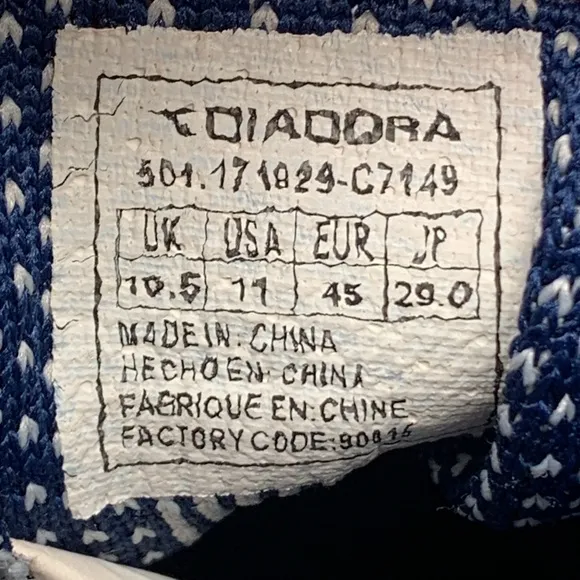 DIADORA
501.171829-C7149
UK USA EUR JP
10.5 11 45 29.0
MADE IN: CHINA
HECHO EN: CHINA
FABRIQUE EN: CHINE
FACTORY CODE: